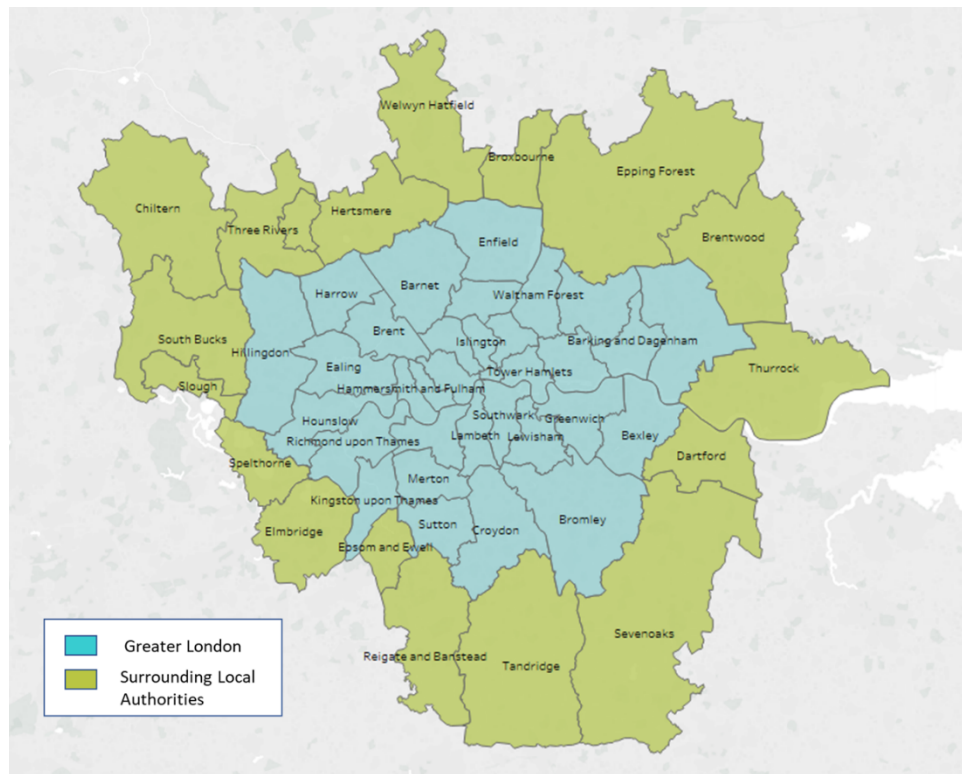 Welwyn Hatfield
Broxbourne
Epping Forest
Chiltern
Hertsmere
Three Rivers
Brentwood
Enfield
Barnet
Harrow
Waltham Forest
Brent
South Bucks
Islington
Barking and Dagenham
Hillingdon
Ealing
Thurrock
Tower Hamlets
Slough
Hammersmith and Fulham
Southwark
Greenwich
Hounslow
Richmond upon Thames
Lambeth
Lewisham
Bexley
Dartford
Spelthorne
Merton
Kingston upon Thames
Bromley
Sutton
Croydon
Elmbridge
Epsom and Ewell
Sevenoaks
Reigate and Banstead
Tandridge
Greater London
Surrounding Local
Authorities